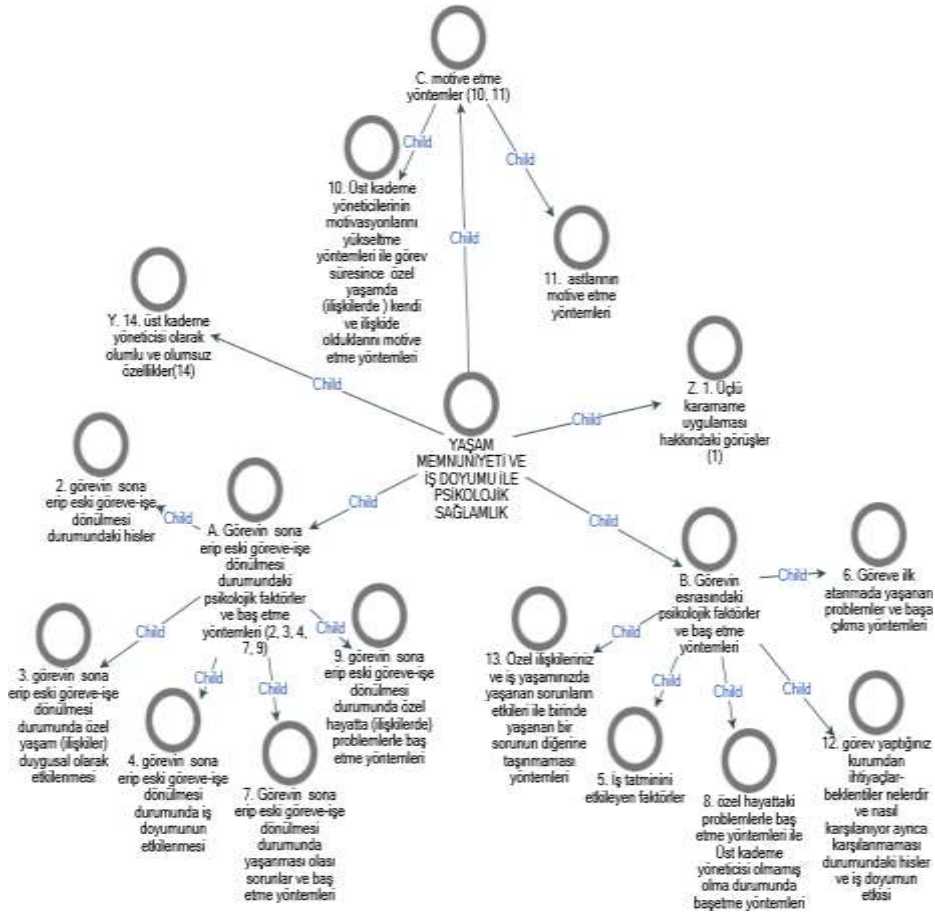 C. motive etme
yöntemler (10, 11)
Child
Child
10. Üst kademe
yöneticilerinin
motivasyonlarını
yükseltme
yöntemleri ile görev
süresince özel
yaşamda
(ilişkilerde ) kendi
ve ilişkide
olduklarını motive
etme yöntemleri
Child
11. astlarının
motive etme
yöntemleri
Y. 14. üst kademe
yöneticisi olarak
olumlu ve olumsuz
özellikler(14)
Child
Z. 1. Üçlü
kararname
uygulaması
hakkındaki görüşler
(1)
Child
YAŞAM
MEMNUNİYETİ VE
İŞ DOYUMU İLE
PSİKOLOJİK
SAĞLAMLIK
2. görevin sona
erip eski göreve-işe
dönülmesi
durumundaki hisler
Child
Child
Child
A. Görevin sona
erip eski göreve-işe
dönülmesi
durumundaki
psikolojik faktörler
ve baş etme
yöntemleri (2, 3, 4,
7, 9)
B. Görevin
esnasındaki
psikolojik faktörler
ve baş etme
yöntemleri
Child
6. Göreve ilk
atanmada yaşanan
problemler ve başa
çıkma yöntemleri
Child
Child
Child
Child
3. görevin sona
erip eski göreve-işe
dönülmesi
durumunda özel
yaşam (ilişkiler)
duygusal olarak
etkilenmesi
4. görevin sona
erip eski göreve-işe
dönülmesi
durumunda iş
doyumunun
etkilenmesi
7. Görevin sona
erip eski göreve-işe
dönülmesi
durumunda
yaşanması olası
sorunlar ve baş
etme yöntemleri
9. görevin sona
erip eski göreve-işe
dönülmesi
durumunda özel
hayatta (ilişkilerde)
problemlerle baş
etme yöntemleri
Child
Child
Child
Child
13. Özel ilişkileriniz
ve iş yaşamınızda
yaşanan sorunların
etkileri ile birinde
yaşanan bir
sorunun diğerine
taşınmaması
yöntemleri
5. İş tatminini
etkileyen faktörler
8. özel hayattaki
problemlerle baş
etme yöntemleri ile
Üst kademe
yöneticisi olmamış
olma durumunda
başetme yöntemleri
12. görev yaptığınız
kurumdan
ihtiyaçlar-
beklentiler nelerdir
ve nasıl
karşılanıyor ayrıca
karşılanmaması
durumundaki hisler
ve iş doyumun
etkisi